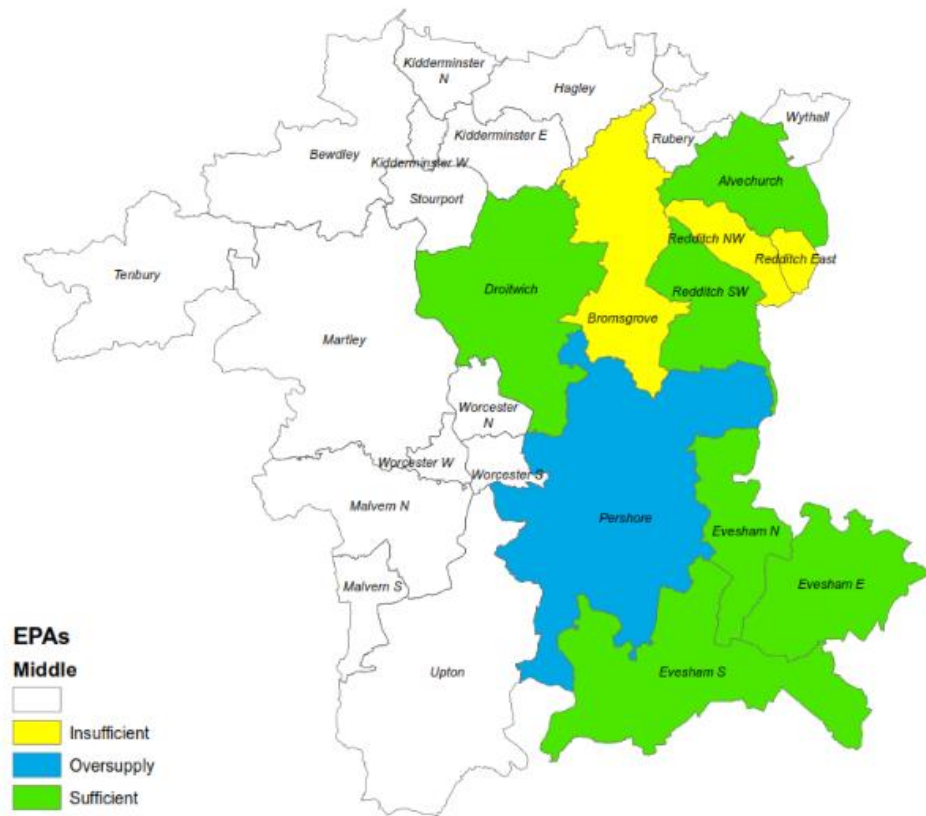 Kidderminster
N
Hagley
Wythall
Kidderminster E
Rubery
Bewdley
Kidderminster W
Alvechurch
Stourport
Redditch NW
Redditch East
Tenbury
Droitwich
Redditch SW
Bromsgrove
Martley
Worcester
N
Worcester W
Worcester S
Malvern N
Pershore
Evesham N
Malvern S
Evesham E
Upton
Evesham S
EPAs
Middle
Insufficient
Oversupply
Sufficient